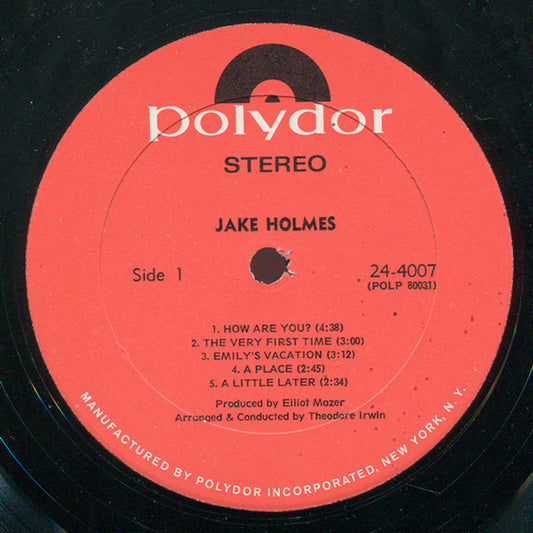 polydor
STEREO
JAKE HOLMES
Side 1
24-4007
(POLP 80031)
1. HOW ARE YOU? (4:38)
2. THE VERY FIRST TIME (3:00)
3. EMILY'S VACATION (3:12)
4. A PLACE (2:45)
5. A LITTLE LATER (2:34)
Produced by Elliot Mazer
Arranged & Conducted by Theodore Irwin
MANUFACTURED BY POLYDOR INCORPORATED, NEW YORK, N. Y.